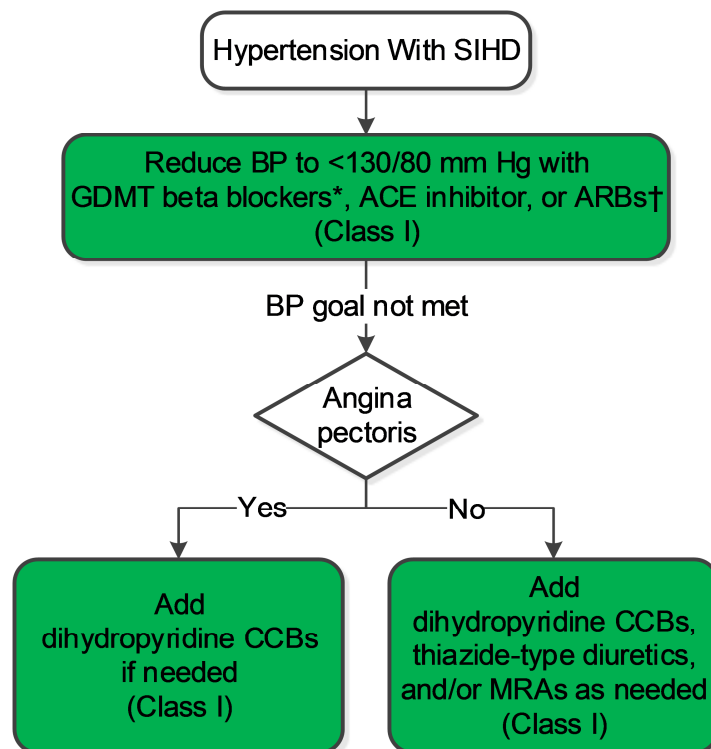 Hypertension With SIHD
Reduce BP to <130/80 mm Hg with
GDMT beta blockers*, ACE inhibitor, or ARBs†
(Class I)
BP goal not met
Angina
pectoris
Yes
No
Add
dihydropyridine CCBs
if needed
(Class I)
Add
dihydropyridine CCBs,
thiazide-type diuretics,
and/or MRAs as needed
(Class I)